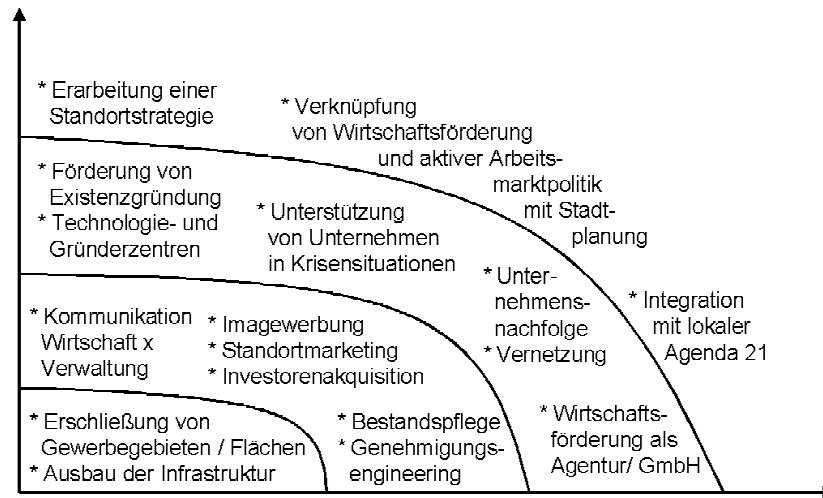 * Erarbeitung einer
Standortstrategie
* Verknüpfung
von Wirtschaftsförderung
und aktiver Arbeits-
marktpolitik
mit Stadt-
planung
* Förderung von
Existenzgründung
* Technologie- und
Gründerzentren
* Unterstützung
von Unternehmen
in Krisensituationen
* Unter-
nehmens-
nachfolge
* Vernetzung
* Integration
mit lokaler
Agenda 21
* Kommunikation
Wirtschaft x
Verwaltung
* Imagewerbung
* Standortmarketing
* Investorenakquisition
* Erschließung von
Gewerbegebieten / Flächen
* Ausbau der Infrastruktur
* Bestandspflege
* Genehmigungs-
engineering
* Wirtschafts-
förderung als
Agentur/ GmbH